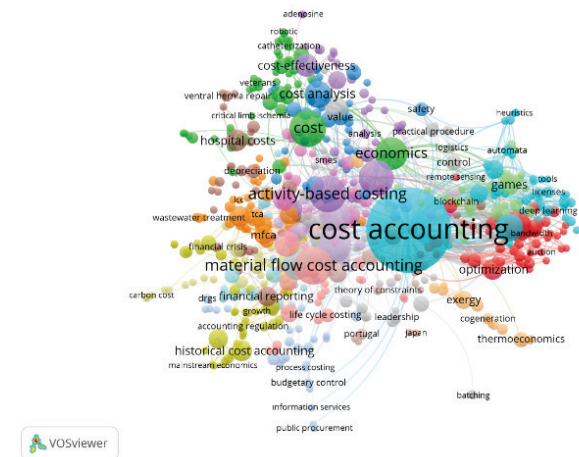 adenosine
robotic
catheterization
cost-effectiveness
veterans
cost analysis
ventral hernia repair
safety
heuristics
critical limb ischemia
value
cost
analysis
practical procedure
hospital costs
economics
logistics
automata
smes
control
depreciation
remote sensing
tools
games
licenses
activity-based costing
blockchain
lcs
tca
deep learning
wastewater treatment
cost accounting
mfca
bandwidth
financial crisis
auction
material flow cost accounting
optimization
theory of constraints
carbon cost
drgs
financial reporting
exergy
growth
life cycle costing
leadership
cogeneration
accounting regulation
portugal
japan
thermoeconomics
historical cost accounting
mainstream economics
process costing
budgetary control
batching
information services
public procurement
VOSviewer